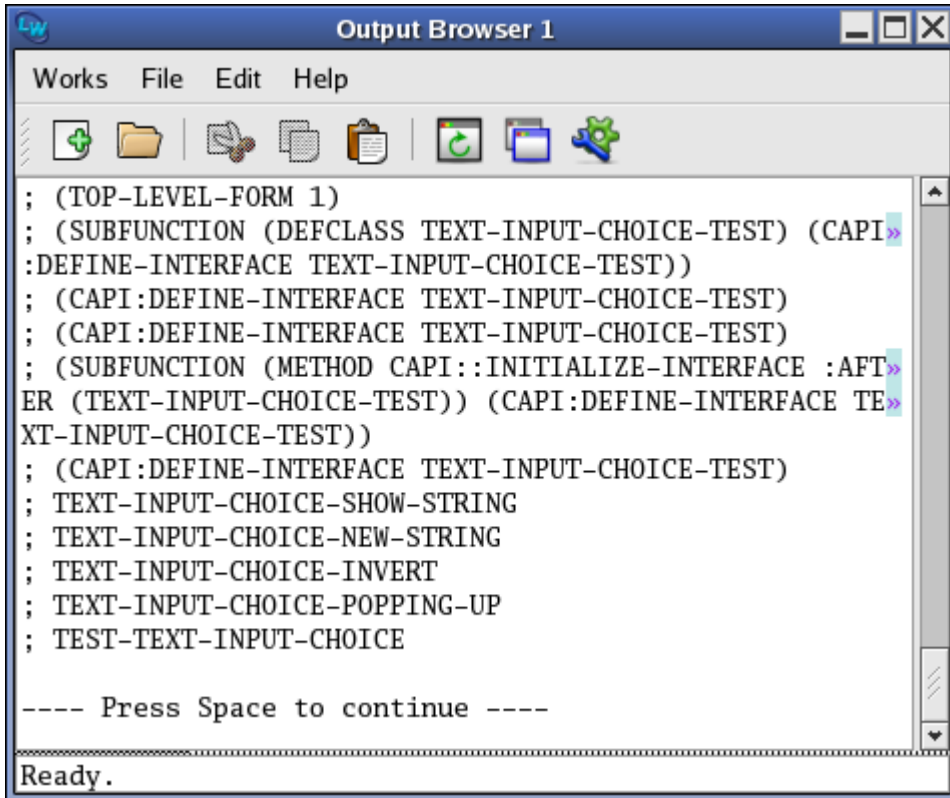 LW
Output Browser 1
Works File Edit Help
; (TOP-LEVEL-FORM 1)
; (SUBFUNCTION (DEFCLASS TEXT-INPUT-CHOICE-TEST) (CAPI»
:DEFINE-INTERFACE TEXT-INPUT-CHOICE-TEST))
; (CAPI:DEFINE-INTERFACE TEXT-INPUT-CHOICE-TEST)
; (CAPI:DEFINE-INTERFACE TEXT-INPUT-CHOICE-TEST)
; (SUBFUNCTION (METHOD CAPI::INITIALIZE-INTERFACE :AFT»
ER (TEXT-INPUT-CHOICE-TEST)) (CAPI:DEFINE-INTERFACE TE»
XT-INPUT-CHOICE-TEST))
; (CAPI:DEFINE-INTERFACE TEXT-INPUT-CHOICE-TEST)
; TEXT-INPUT-CHOICE-SHOW-STRING
; TEXT-INPUT-CHOICE-NEW-STRING
; TEXT-INPUT-CHOICE-INVERT
; TEXT-INPUT-CHOICE-POPPING-UP
; TEST-TEXT-INPUT-CHOICE
---- Press Space to continue ----
Ready.